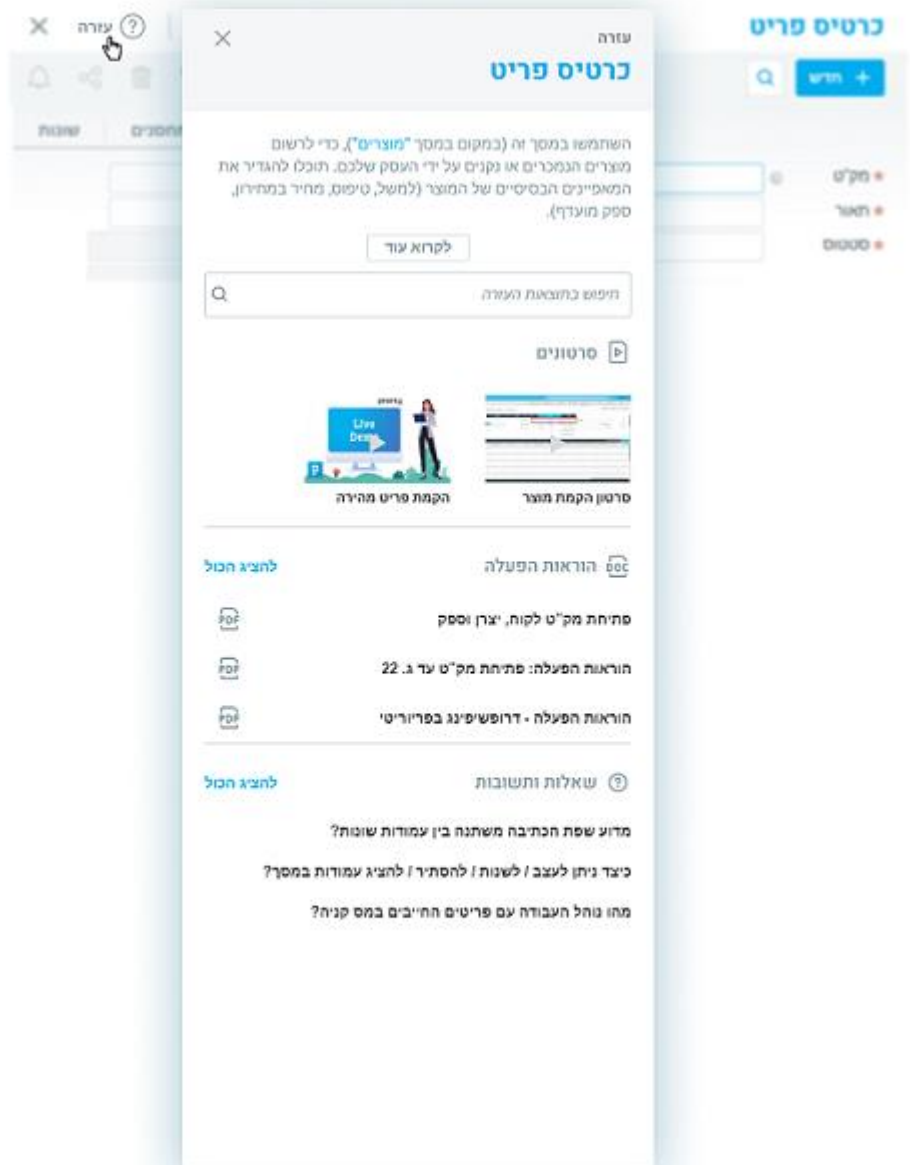 כרטיס פריט
עזרה
+ חדש
מחסנים
שונות
מק"ט
תאור
סטטוס
עזרה
כרטיס פריט
השתמשו במסך זה (במקום במסך "מוצרים"), כדי לרשום
מוצרים הנמכרים או נקנים על ידי העסק שלכם. תוכלו להגדיר את
המאפיינים הבסיסיים של המוצר (למשל, טיפוס, מחיר במחירון,
ספק מועדף).
לקרוא עוד
חיפוש בתוצאות העזרה
סרטונים
Live
Demo
P
סרטון הקמת מוצר
הקמת פריט מהירה
DOC הוראות הפעלה
להציג הכול
פתיחת מק"ט לקוח, יצרן וספק
PDF
הוראות הפעלה: פתיחת מק"ט עד ג. 22
PDF
הוראות הפעלה - דרופשיפינג בפריוריטי
PDF
שאלות ותשובות
להציג הכול
מדוע שפת הכתיבה משתנה בין עמודות שונות?
כיצד ניתן לעצב / לשנות / להסתיר / להציג עמודות במסך?
מהו נוהל העבודה עם פריטים החייבים במס קניה?